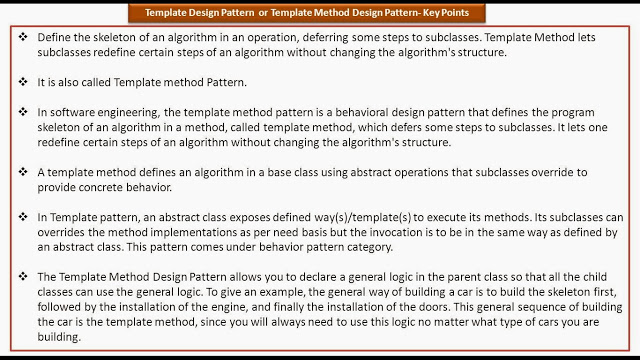 Template Design Pattern or Template Method Design Pattern- Key Points
❖ Define the skeleton of an algorithm in an operation, deferring some steps to subclasses. Template Method lets
subclasses redefine certain steps of an algorithm without changing the algorithm's structure.
❖ It is also called Template method Pattern.
❖ In software engineering, the template method pattern is a behavioral design pattern that defines the program
skeleton of an algorithm in a method, called template method, which defers some steps to subclasses. It lets one
redefine certain steps of an algorithm without changing the algorithm's structure.
❖ A template method defines an algorithm in a base class using abstract operations that subclasses override to
provide concrete behavior.
❖ In Template pattern, an abstract class exposes defined way(s)/template(s) to execute its methods. Its subclasses can
overrides the method implementations as per need basis but the invocation is to be in the same way as defined by
an abstract class. This pattern comes under behavior pattern category.
❖ The Template Method Design Pattern allows you to declare a general logic in the parent class so that all the child
classes can use the general logic. To give an example, the general way of building a car is to build the skeleton first,
followed by the installation of the engine, and finally the installation of the doors. This general sequence of building
the car is the template method, since you will always need to use this logic no matter what type of cars you are
building.